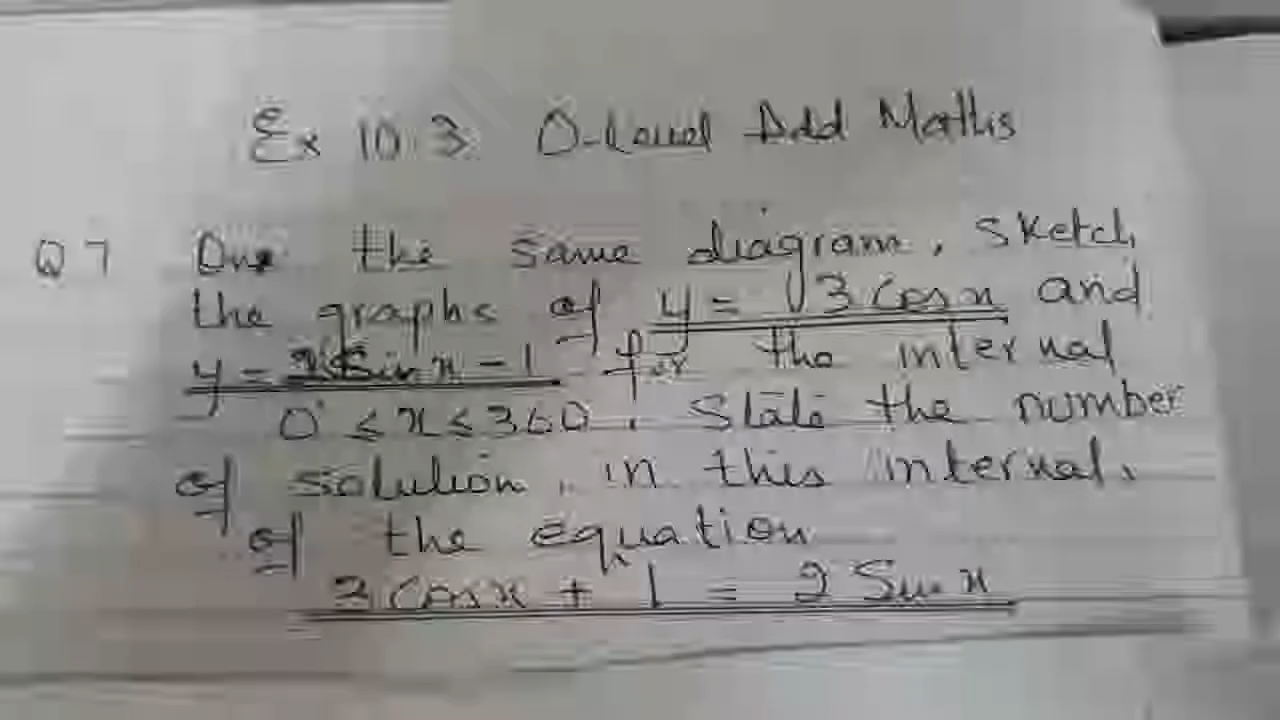 Ex 10.3 O-Level Add Maths
Q7 One the same diagram, sketch
the graphs of y = √3 cos x and
y = 2 Sin x - 1 for the interval
0° ≤ x ≤ 360. State the number
of solution, in this interval,
of the equation
3 cos x + 1 = 2 Sin x